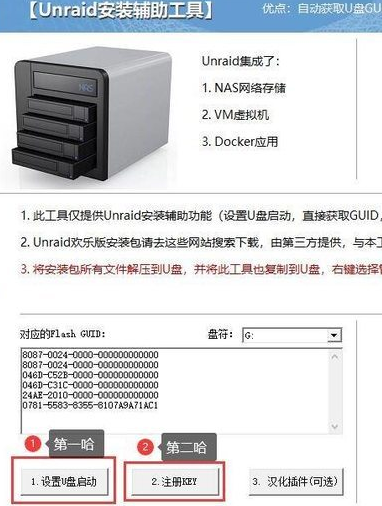 【Unraid安装辅助工具】 优点：自动获取U盘GU
NAS
Unraid集成了：
1. NAS网络存储
2. VM虚拟机
3. Docker应用
1. 此工具仅提供Unraid安装辅助功能（设置U盘启动，直接获取GUID,
2. Unraid欢乐版安装包请去这些网站搜索下载，由第三方提供，与本工
3. 将安装包所有文件解压到U盘，并将此工具也复制到U盘，右键选择管
对应的Flash GUID: 盘符: G:
8087-0024-0000-000000000000
8087-0024-0000-000000000000
046D-C52B-0000-000000000000
046D-C31C-0000-000000000000
24AE-2010-0000-000000000000
0781-5583-8355-8107A9A71AC1
1 第一哈 2 第二哈
1.设置U盘启动 2.注册KEY 3. 汉化插件(可选)